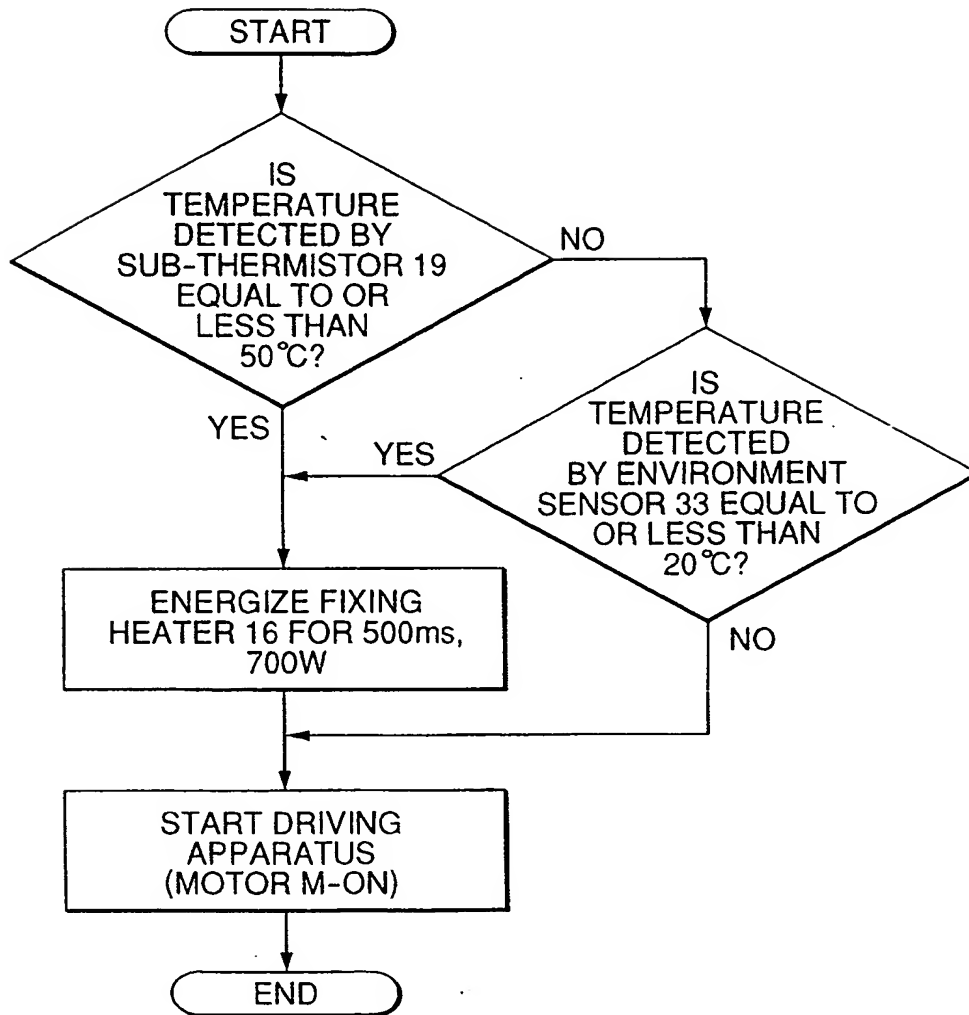 START
IS
TEMPERATURE
DETECTED BY
SUB-THERMISTOR 19
EQUAL TO OR
LESS THAN
50°C?
NO
YES
IS
TEMPERATURE
DETECTED
BY ENVIRONMENT
SENSOR 33 EQUAL TO
OR LESS THAN
20°C?
YES
NO
ENERGIZE FIXING
HEATER 16 FOR 500ms,
700W
START DRIVING
APPARATUS
(MOTOR M-ON)
END